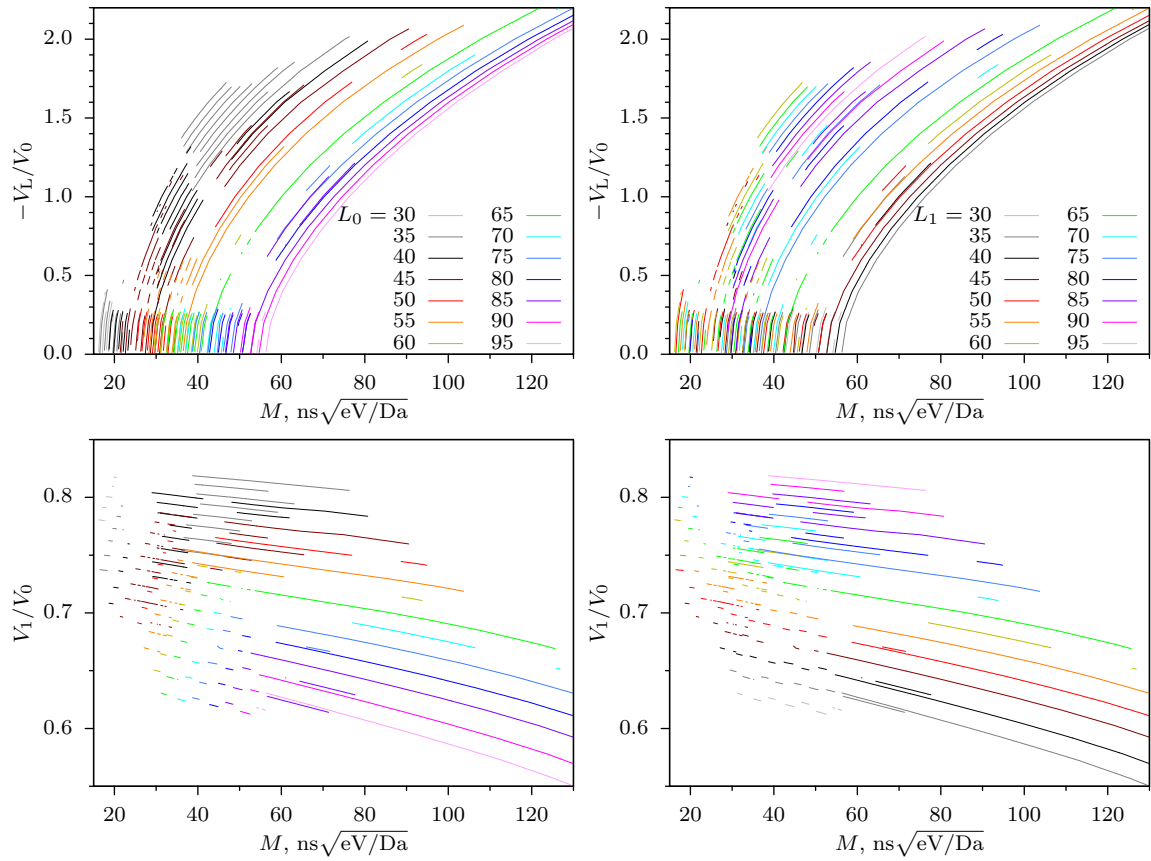 2.0 2.0
1.5 1.5
−V_L/V_0 −V_L/V_0
1.0 1.0
L_0 = 30 65 L_1 = 30 65
35 70 35 70
40 75 40 75
0.5 45 80 0.5 45 80
50 85 50 85
55 90 55 90
60 95 60 95
0.0 0.0
20 40 60 80 100 120 20 40 60 80 100 120
M, ns√eV/Da M, ns√eV/Da
0.8 0.8
V_1/V_0 V_1/V_0
0.7 0.7
0.6 0.6
20 40 60 80 100 120 20 40 60 80 100 120
M, ns√eV/Da M, ns√eV/Da